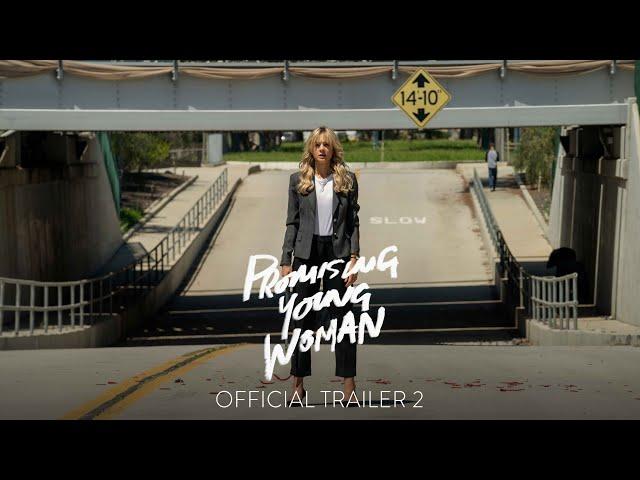 14-10"
SLOW
PROMISING
YOUNG
WOMAN
OFFICIAL TRAILER 2